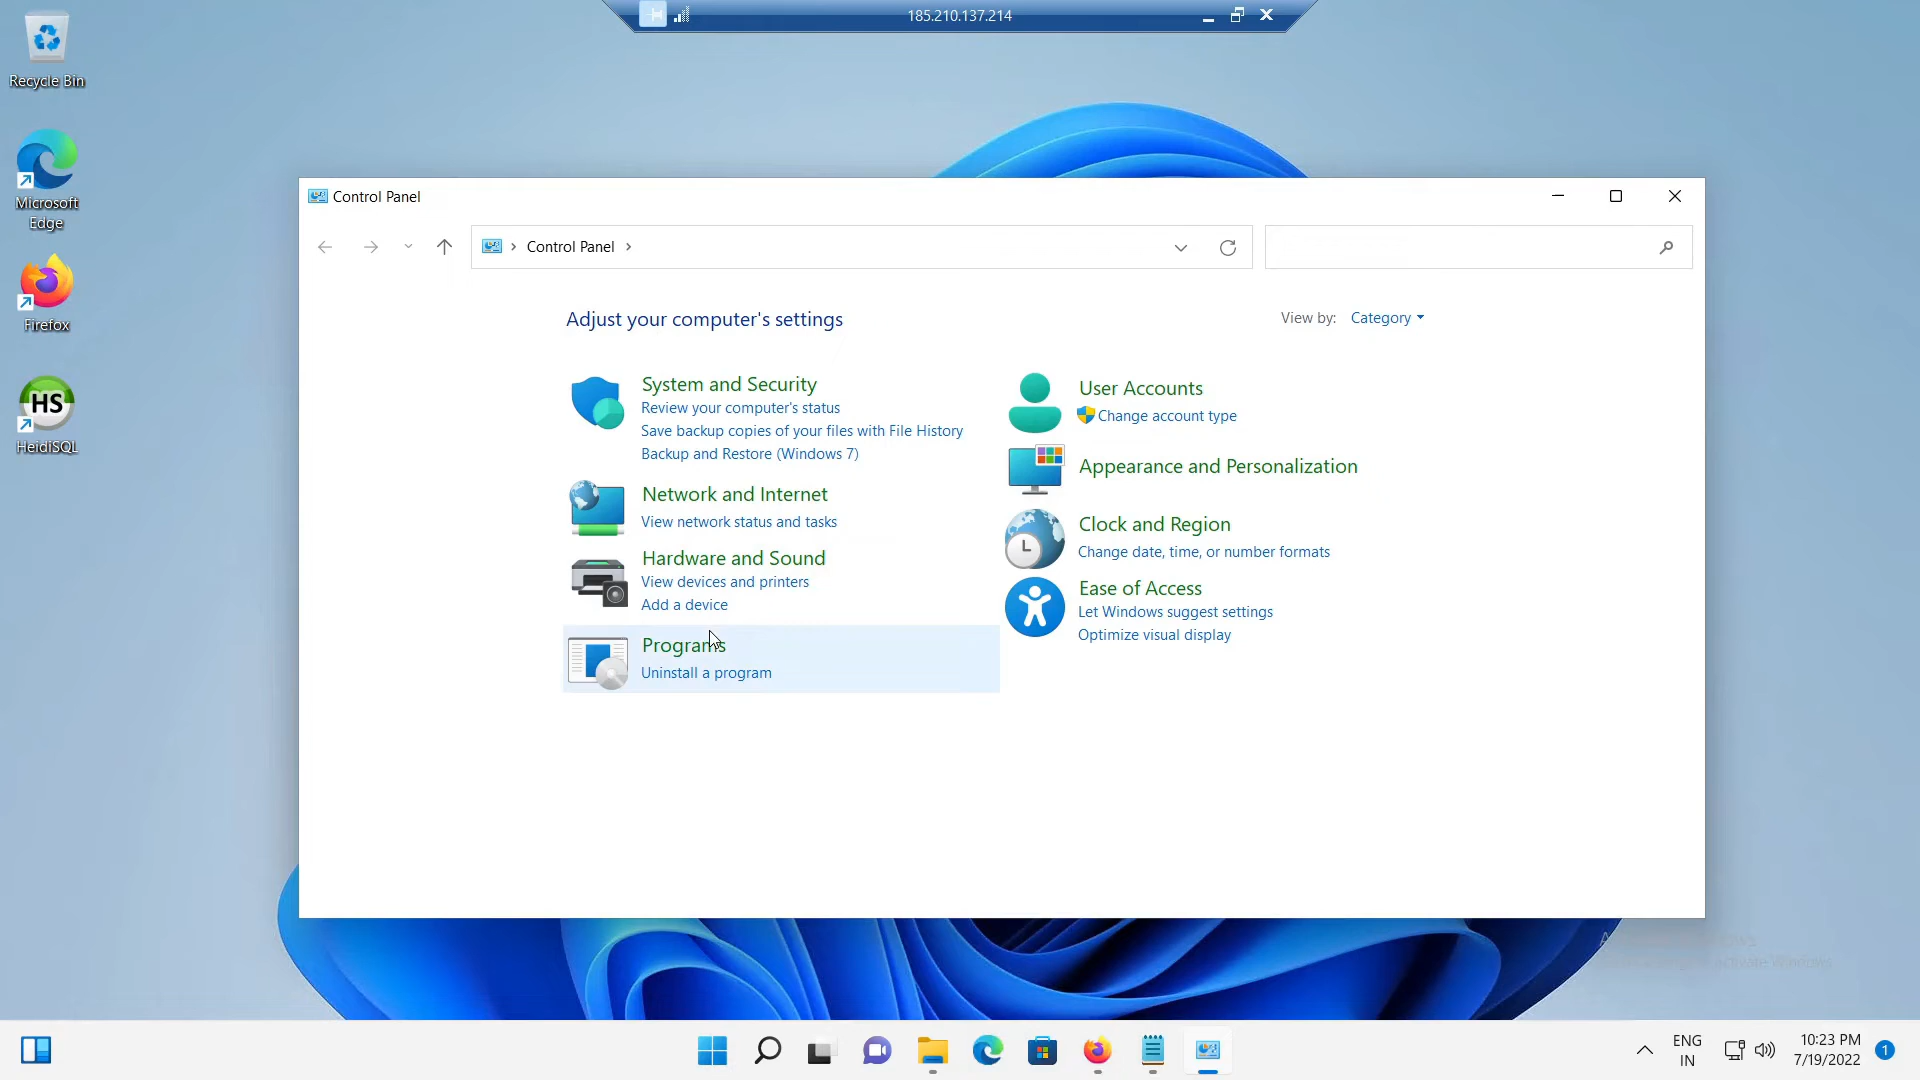 185.210.137.214
Recycle Bin
Microsoft
Edge
Firefox
HS
HeidiSQL
Control Panel
Control Panel
Adjust your computer's settings
View by: Category
System and Security
Review your computer's status
Save backup copies of your files with File History
Backup and Restore (Windows 7)
Network and Internet
View network status and tasks
Hardware and Sound
View devices and printers
Add a device
Programs
Uninstall a program
User Accounts
Change account type
Appearance and Personalization
Clock and Region
Change date, time, or number formats
Ease of Access
Let Windows suggest settings
Optimize visual display
ENG
IN
10:23 PM
7/19/2022
1